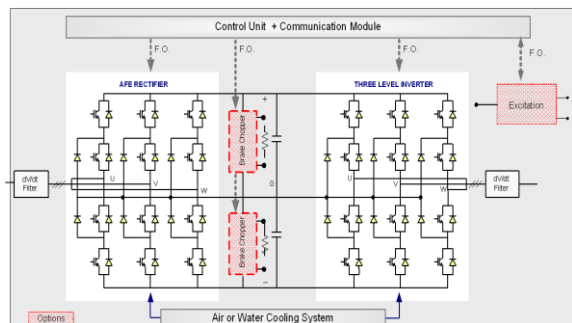 Control Unit + Communication Module
F.O.
F.O.
F.O.
F.O.
AFE RECTIFIER
THREE LEVEL INVERTER
Excitation
+
Brake Chopper
dV/dt
Filter
U
V
W
0
U
V
W
dV/dt
Filter
Brake Chopper
−
Options
Air or Water Cooling System